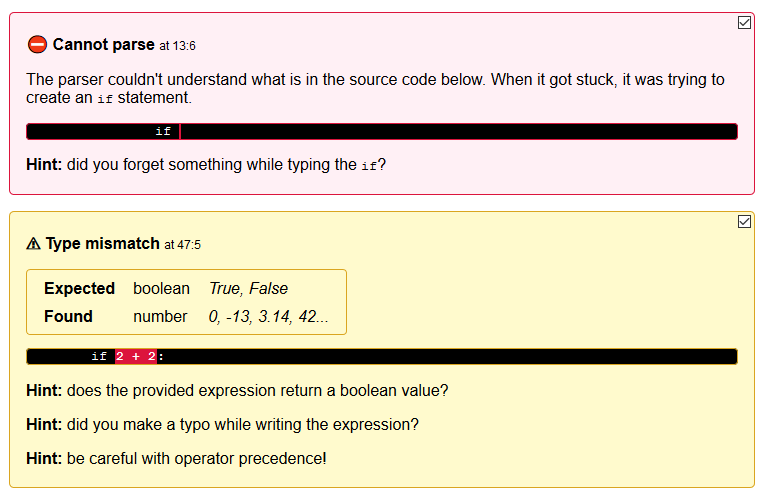 Cannot parse at 13:6
The parser couldn't understand what is in the source code below. When it got stuck, it was trying to
create an if statement.
if
Hint: did you forget something while typing the if?
Type mismatch at 47:5
Expected boolean True, False
Found number 0, -13, 3.14, 42...
if 2 + 2:
Hint: does the provided expression return a boolean value?
Hint: did you make a typo while writing the expression?
Hint: be careful with operator precedence!